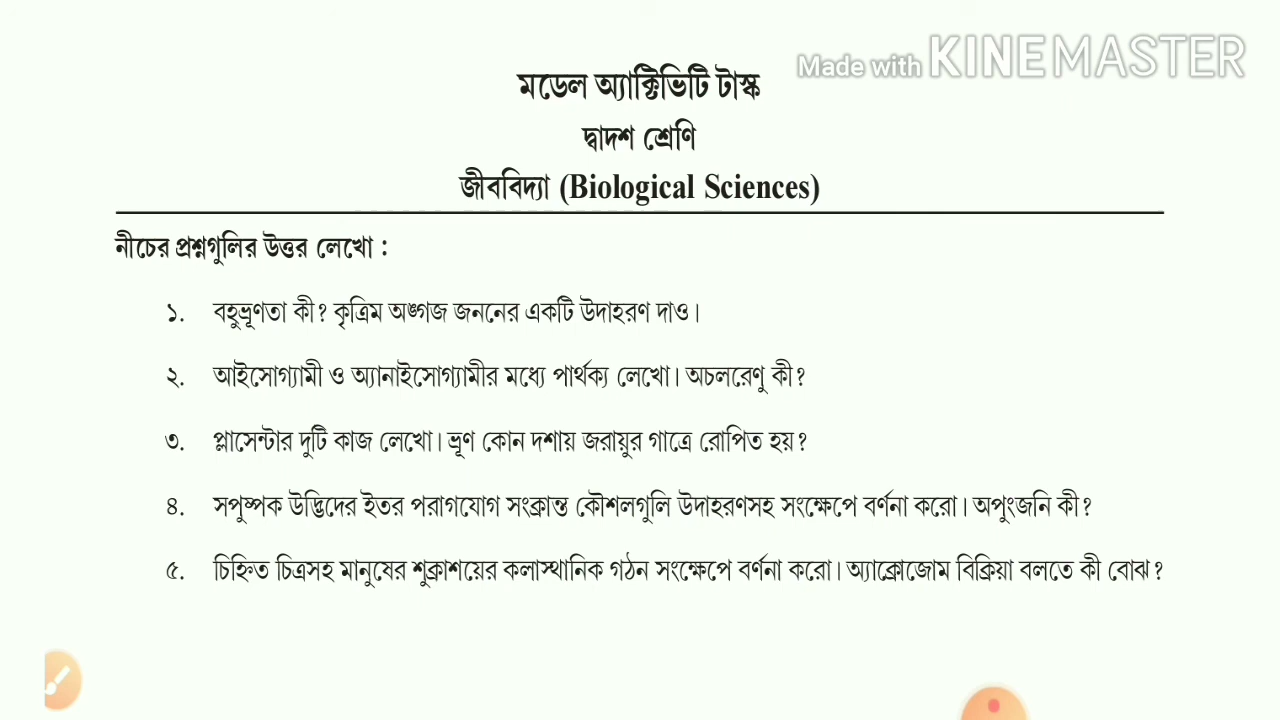 Made with KINEMASTER
মডেল অ্যাক্টিভিটি টাস্ক
দ্বাদশ শ্রেণি
জীববিদ্যা (Biological Sciences)
নীচের প্রশ্নগুলির উত্তর লেখো :
১. বহুভ্রূণতা কী? কৃত্রিম অঙ্গজ জননের একটি উদাহরণ দাও।
২. আইসোগ্যামী ও অ্যানাইসোগ্যামীর মধ্যে পার্থক্য লেখো। অচলরেণু কী?
৩. প্লাসেন্টার দুটি কাজ লেখো। ভ্রূণ কোন দশায় জরায়ুর গাত্রে রোপিত হয়?
৪. সপুষ্পক উদ্ভিদের ইতর পরাগযোগ সংক্রান্ত কৌশলগুলি উদাহরণসহ সংক্ষেপে বর্ণনা করো। অপুংজনি কী?
৫. চিহ্নিত চিত্রসহ মানুষের শুক্রাশয়ের কলাস্থানিক গঠন সংক্ষেপে বর্ণনা করো। অ্যাক্রোজোম বিক্রিয়া বলতে কী বোঝ?